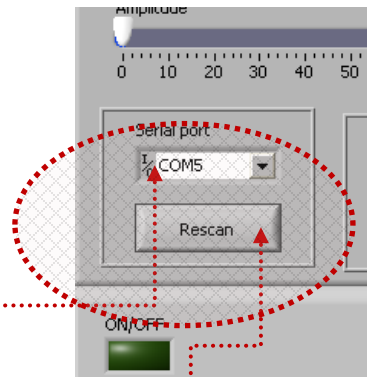 Amplitude
0 10 20 30 40 50
Serial port
I/O COM5
Rescan
ON/OFF